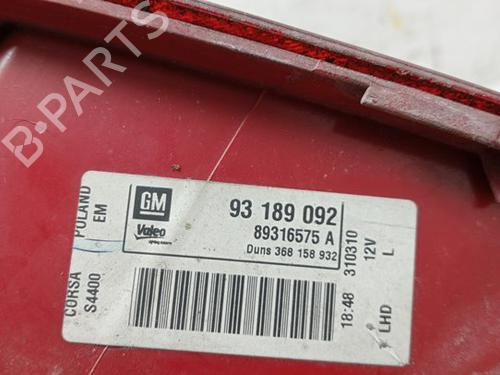 B-PARTS
GM
Valeo
93 189 092
89316575 A
Duns 368 158 932
CORSA POLAND
S4400 EM
18:48 310310
12V
LHD L